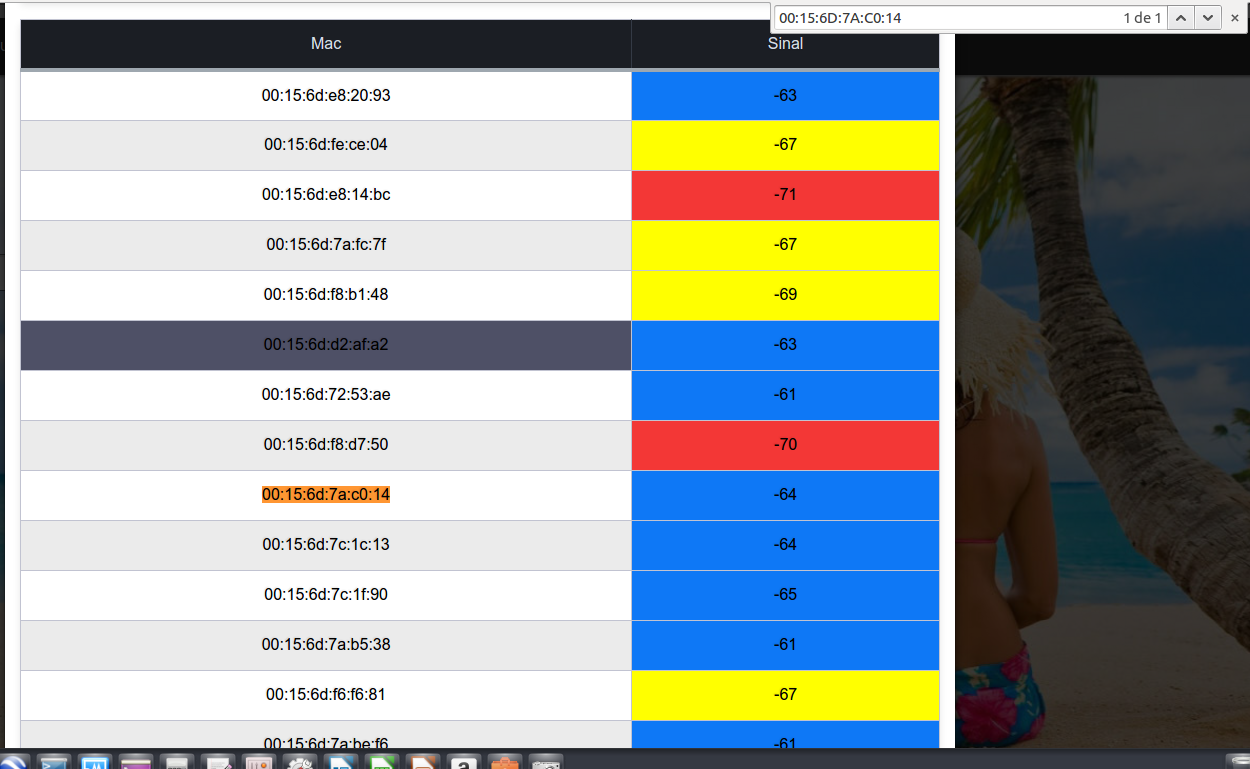 00:15:6D:7A:C0:14 1 de 1
Mac Sinal
00:15:6d:e8:20:93 -63
00:15:6d:fe:ce:04 -67
00:15:6d:e8:14:bc -71
00:15:6d:7a:fc:7f -67
00:15:6d:f8:b1:48 -69
00:15:6d:d2:af:a2 -63
00:15:6d:72:53:ae -61
00:15:6d:f8:d7:50 -70
00:15:6d:7a:c0:14 -64
00:15:6d:7c:1c:13 -64
00:15:6d:7c:1f:90 -65
00:15:6d:7a:b5:38 -61
00:15:6d:f6:f6:81 -67
00:15:6d:7a:be:f6 -61